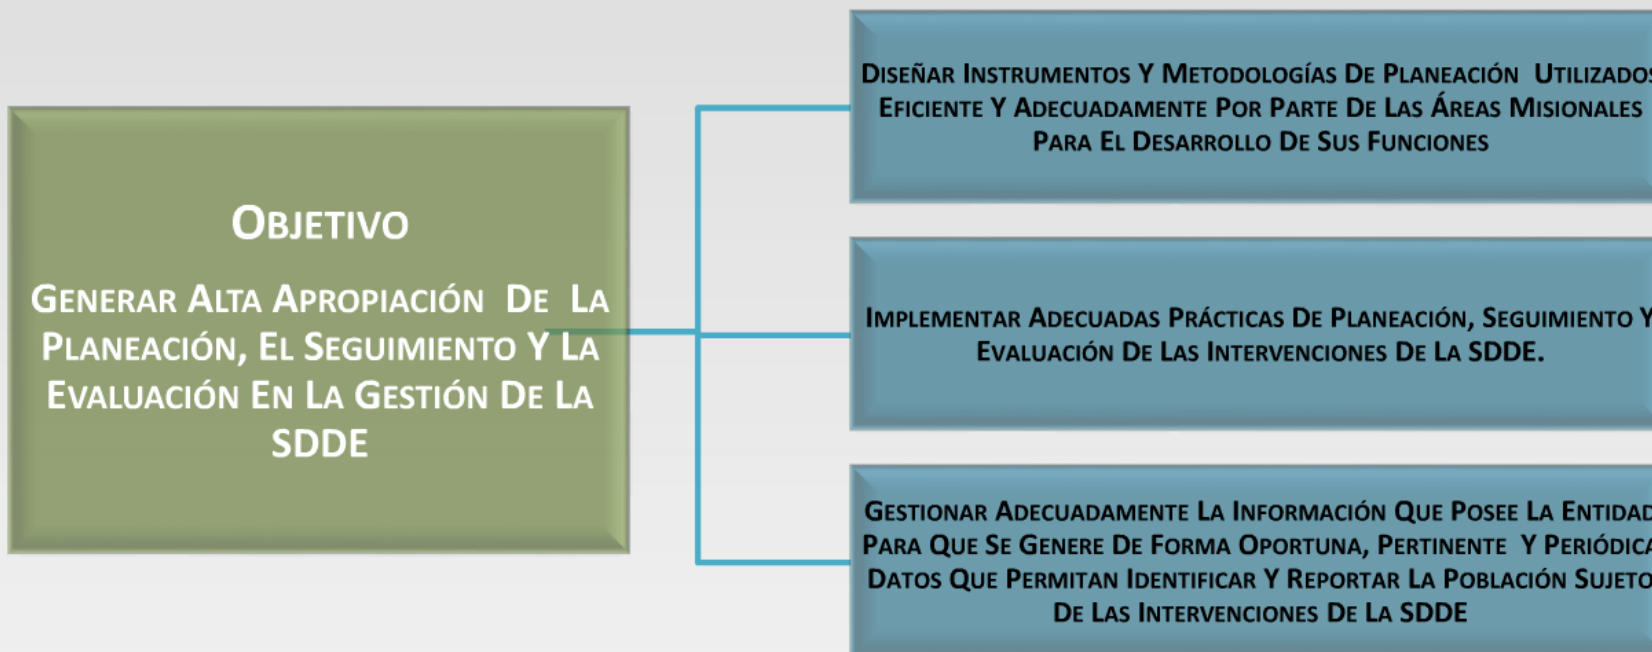 OBJETIVO
GENERAR ALTA APROPIACIÓN DE LA
PLANEACIÓN, EL SEGUIMIENTO Y LA
EVALUACIÓN EN LA GESTIÓN DE LA
SDDE
DISEÑAR INSTRUMENTOS Y METODOLOGÍAS DE PLANEACIÓN UTILIZADOS
EFICIENTE Y ADECUADAMENTE POR PARTE DE LAS ÁREAS MISIONALES
PARA EL DESARROLLO DE SUS FUNCIONES
IMPLEMENTAR ADECUADAS PRÁCTICAS DE PLANEACIÓN, SEGUIMIENTO Y
EVALUACIÓN DE LAS INTERVENCIONES DE LA SDDE.
GESTIONAR ADECUADAMENTE LA INFORMACIÓN QUE POSEE LA ENTIDAD
PARA QUE SE GENERE DE FORMA OPORTUNA, PERTINENTE Y PERIÓDICA
DATOS QUE PERMITAN IDENTIFICAR Y REPORTAR LA POBLACIÓN SUJETO
DE LAS INTERVENCIONES DE LA SDDE